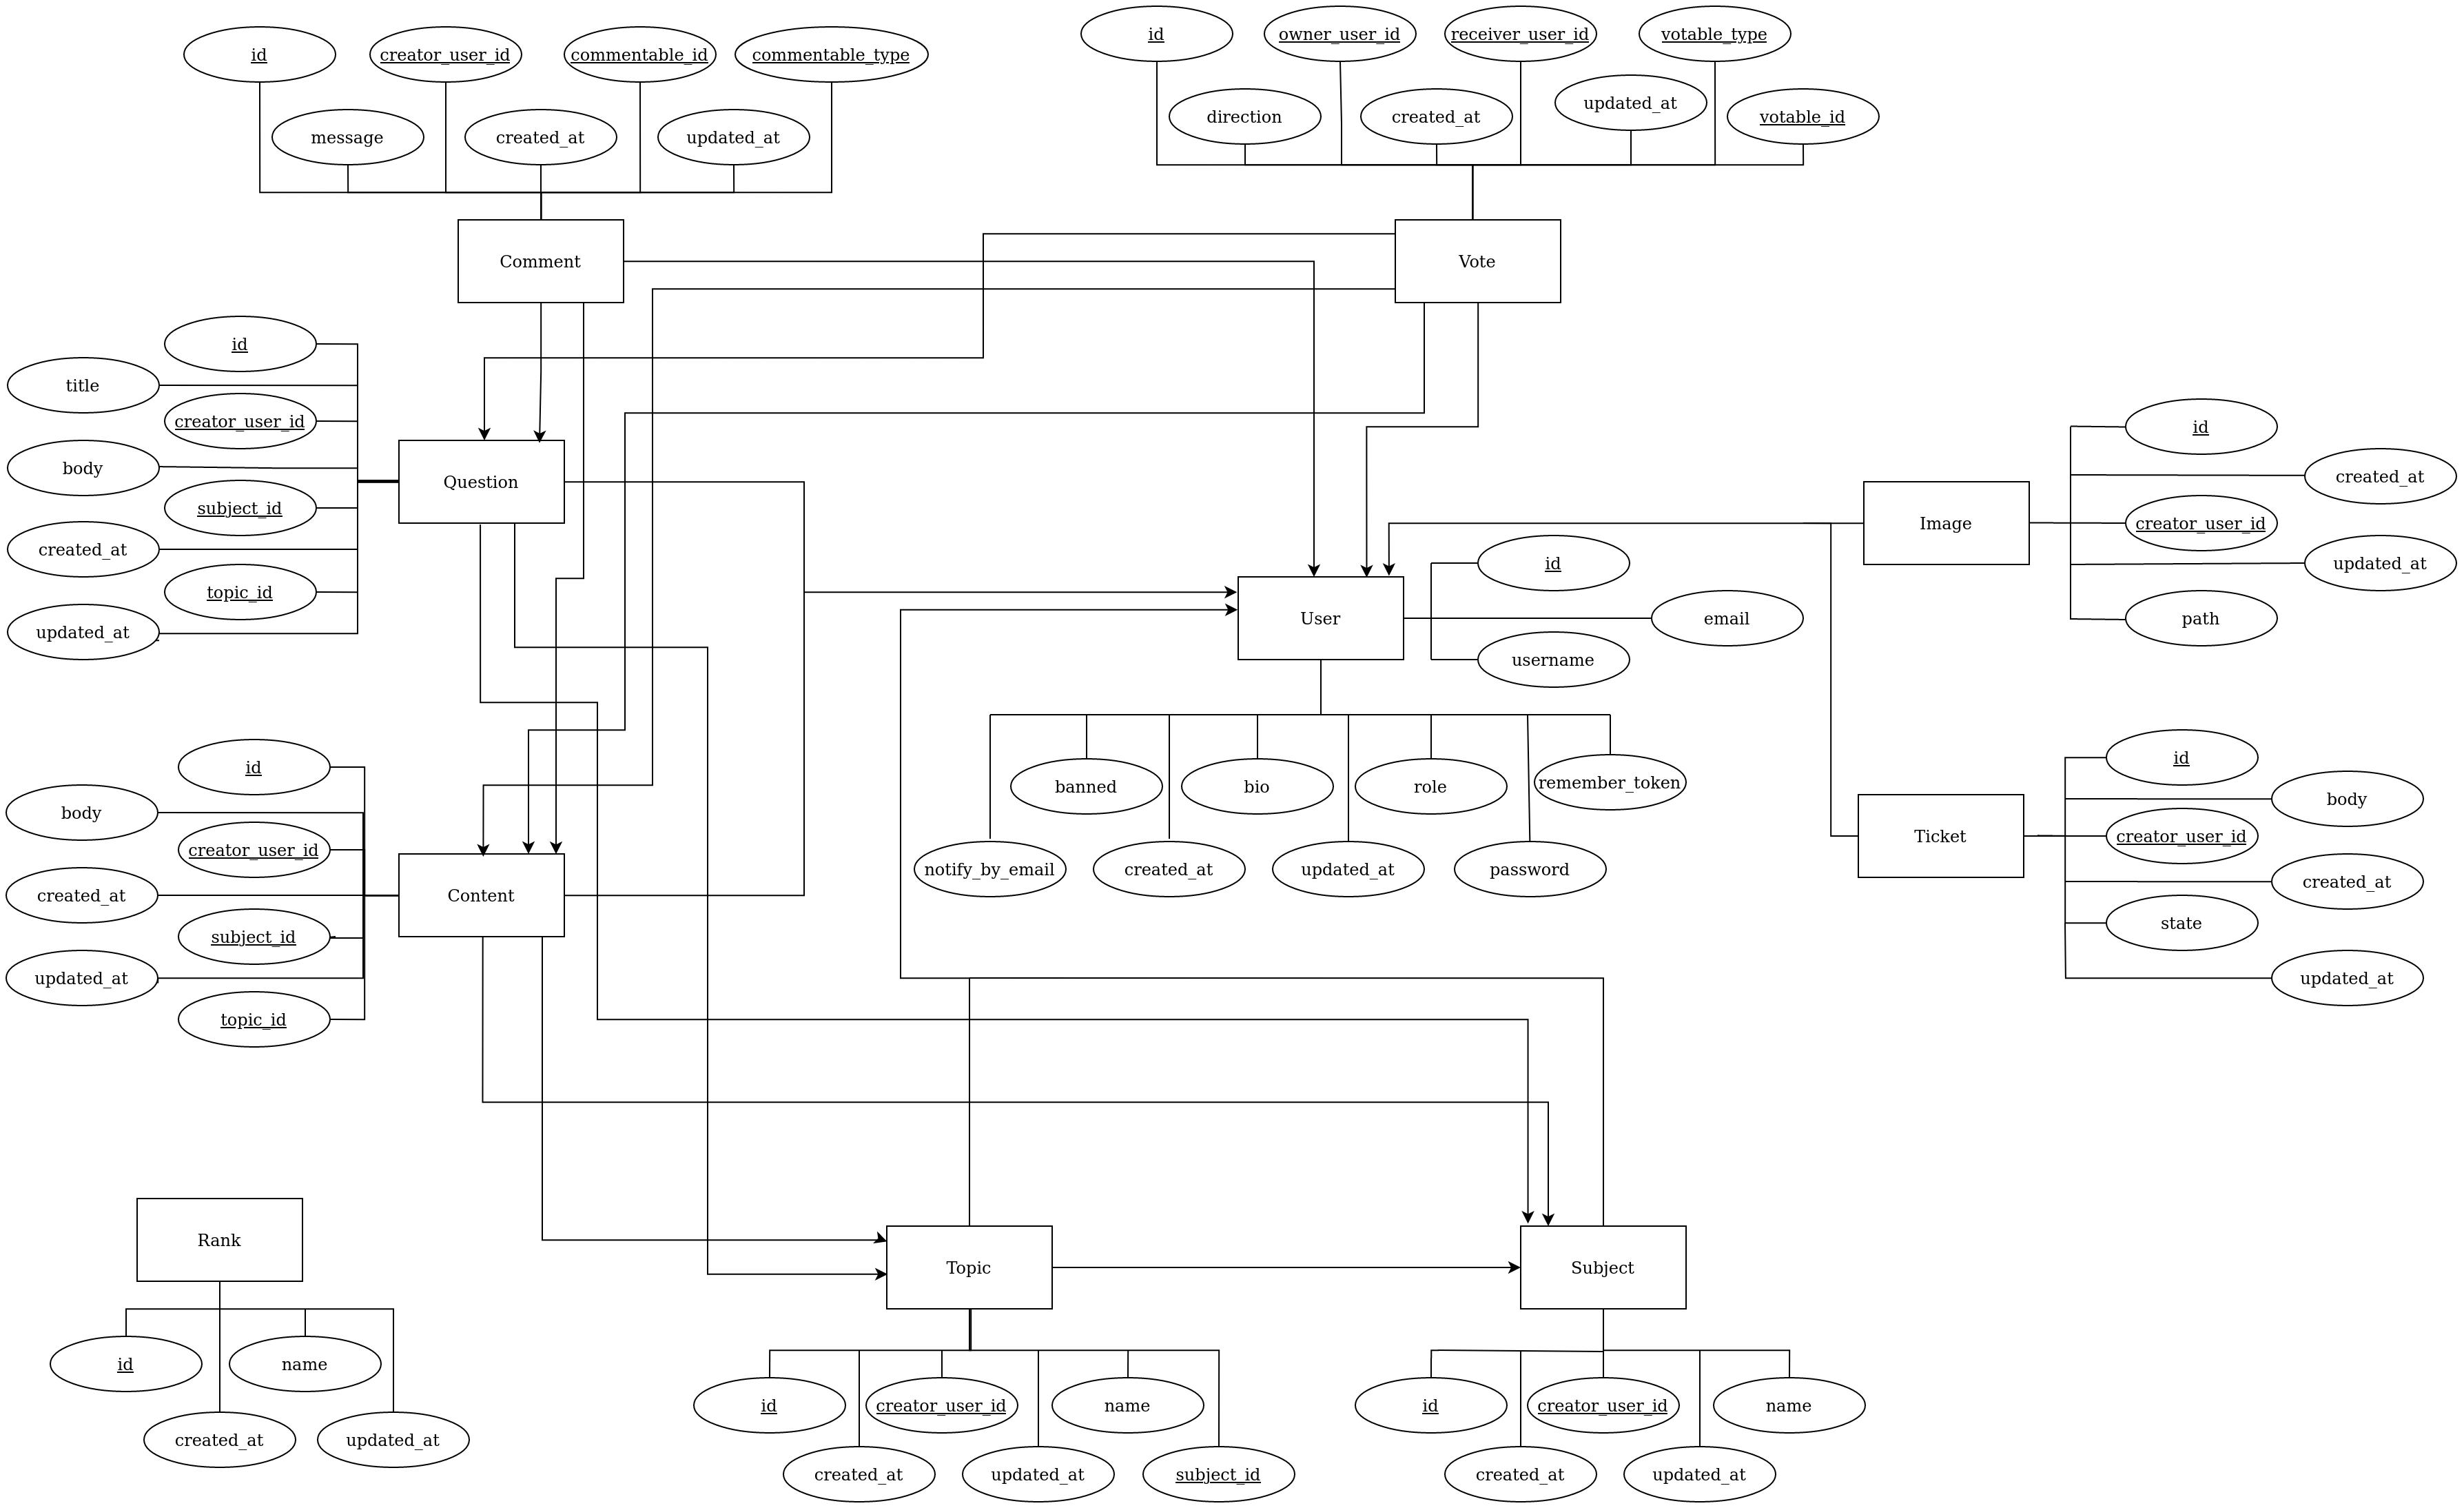 id
creator_user_id
commentable_id
commentable_type
message
created_at
updated_at
Comment
id
owner_user_id
receiver_user_id
votable_type
direction
created_at
updated_at
votable_id
Vote
id
title
creator_user_id
body
subject_id
created_at
topic_id
updated_at
Question
id
created_at
creator_user_id
updated_at
path
Image
User
id
email
username
banned
bio
role
remember_token
notify_by_email
created_at
updated_at
password
id
body
creator_user_id
created_at
subject_id
updated_at
topic_id
Content
Ticket
id
body
creator_user_id
created_at
state
updated_at
Rank
id
name
created_at
updated_at
Topic
id
creator_user_id
name
created_at
updated_at
subject_id
Subject
id
creator_user_id
name
created_at
updated_at